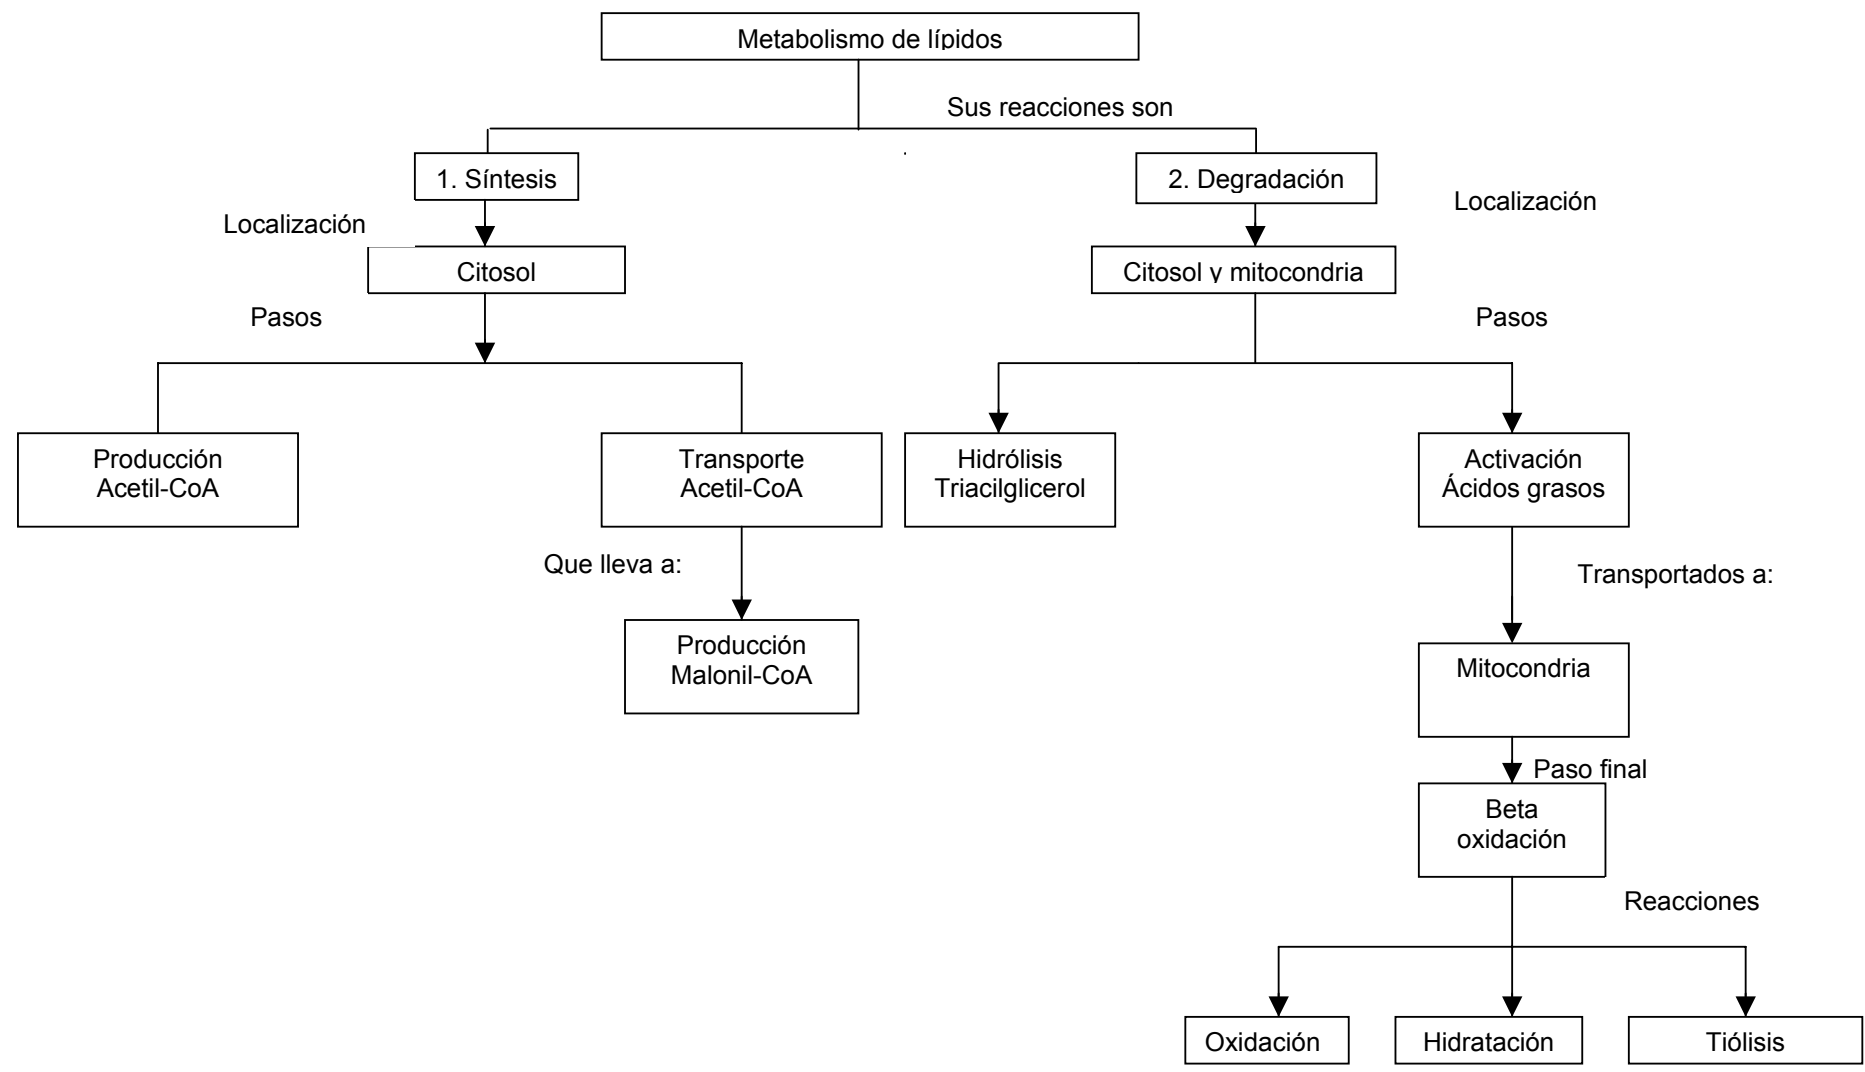 Metabolismo de lípidos
Sus reacciones son
1. Síntesis
2. Degradación
Localización
Localización
Citosol
Citosol y mitocondria
Pasos
Pasos
Producción
Acetil-CoA
Transporte
Acetil-CoA
Hidrólisis
Triacilglicerol
Activación
Ácidos grasos
Que lleva a:
Transportados a:
Producción
Malonil-CoA
Mitocondria
Paso final
Beta
oxidación
Reacciones
Oxidación
Hidratación
Tiólisis